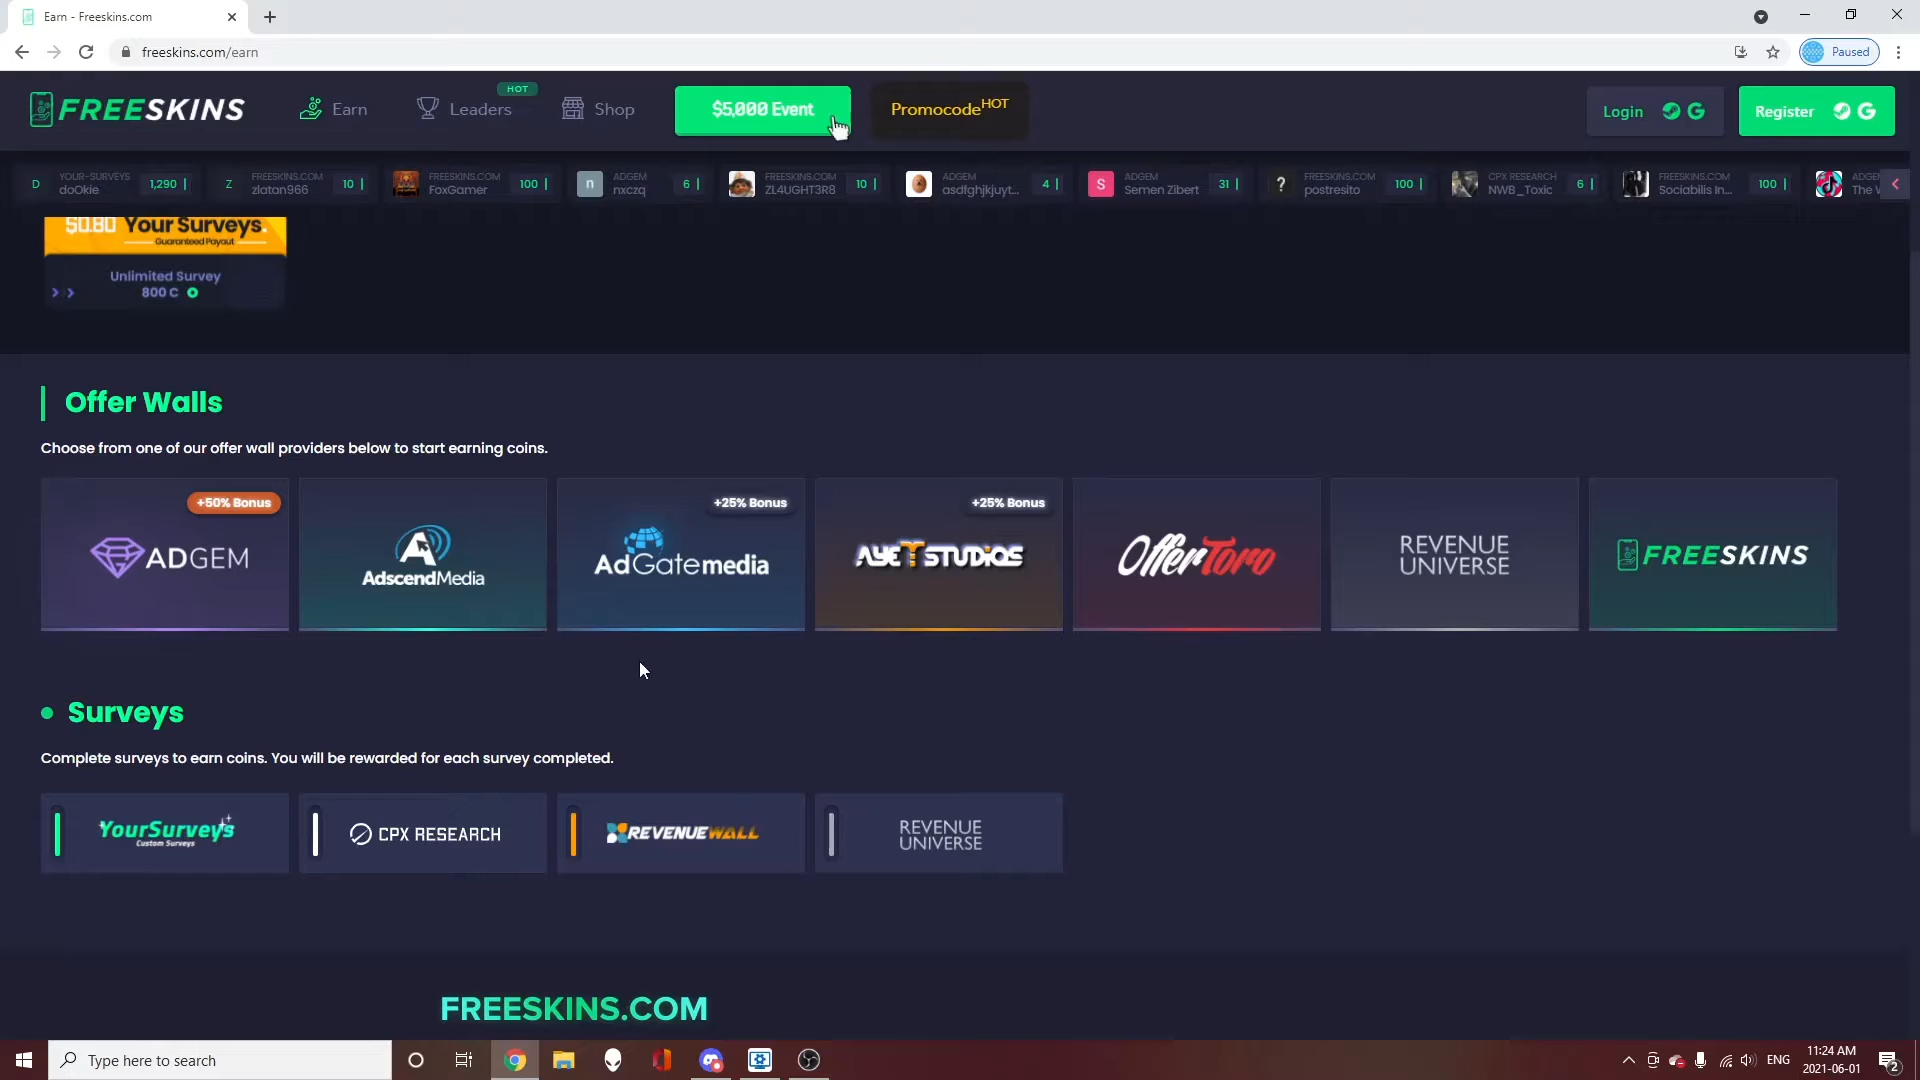 Earn - Freeskins.com
freeskins.com/earn
Paused
FREESKINS
Earn
Leaders
HOT
Shop
$5,000 Event
Promocode HOT
Login
Register
D
YOUR-SURVEYS
doOkie
1,290
Z
FREESKINS.COM
zlatan966
10
FREESKINS.COM
FoxGamer
100
n
ADGEM
nxczq
6
FREESKINS.COM
ZL4UGHT3R8
10
ADGEM
asdfghjkjuyt...
4
S
ADGEM
Semen Zibert
31
?
FREESKINS.COM
postresito
100
CPX RESEARCH
NWB_Toxic
6
FREESKINS.COM
Sociabilis In...
100
The
$0.80 Your Surveys.
Guaranteed Payout
Unlimited Survey
800 C
Offer Walls
Choose from one of our offer wall providers below to start earning coins.
+50% Bonus
ADGEM
AdscendMedia
+25% Bonus
AdGatemedia
+25% Bonus
AYET STUDIOS
OfferToro
REVENUE
UNIVERSE
FREESKINS
Surveys
Complete surveys to earn coins. You will be rewarded for each survey completed.
YourSurveys
Custom Surveys
CPX RESEARCH
REVENUEWALL
REVENUE
UNIVERSE
FREESKINS.COM
Type here to search
ENG
11:24 AM
2021-06-01
2